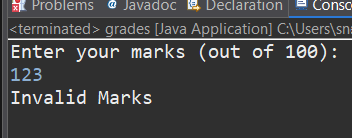 Problems Javadoc Declaration
<terminated> grades [Java Application] C:\Users\sn
Enter your marks (out of 100):
123
Invalid Marks